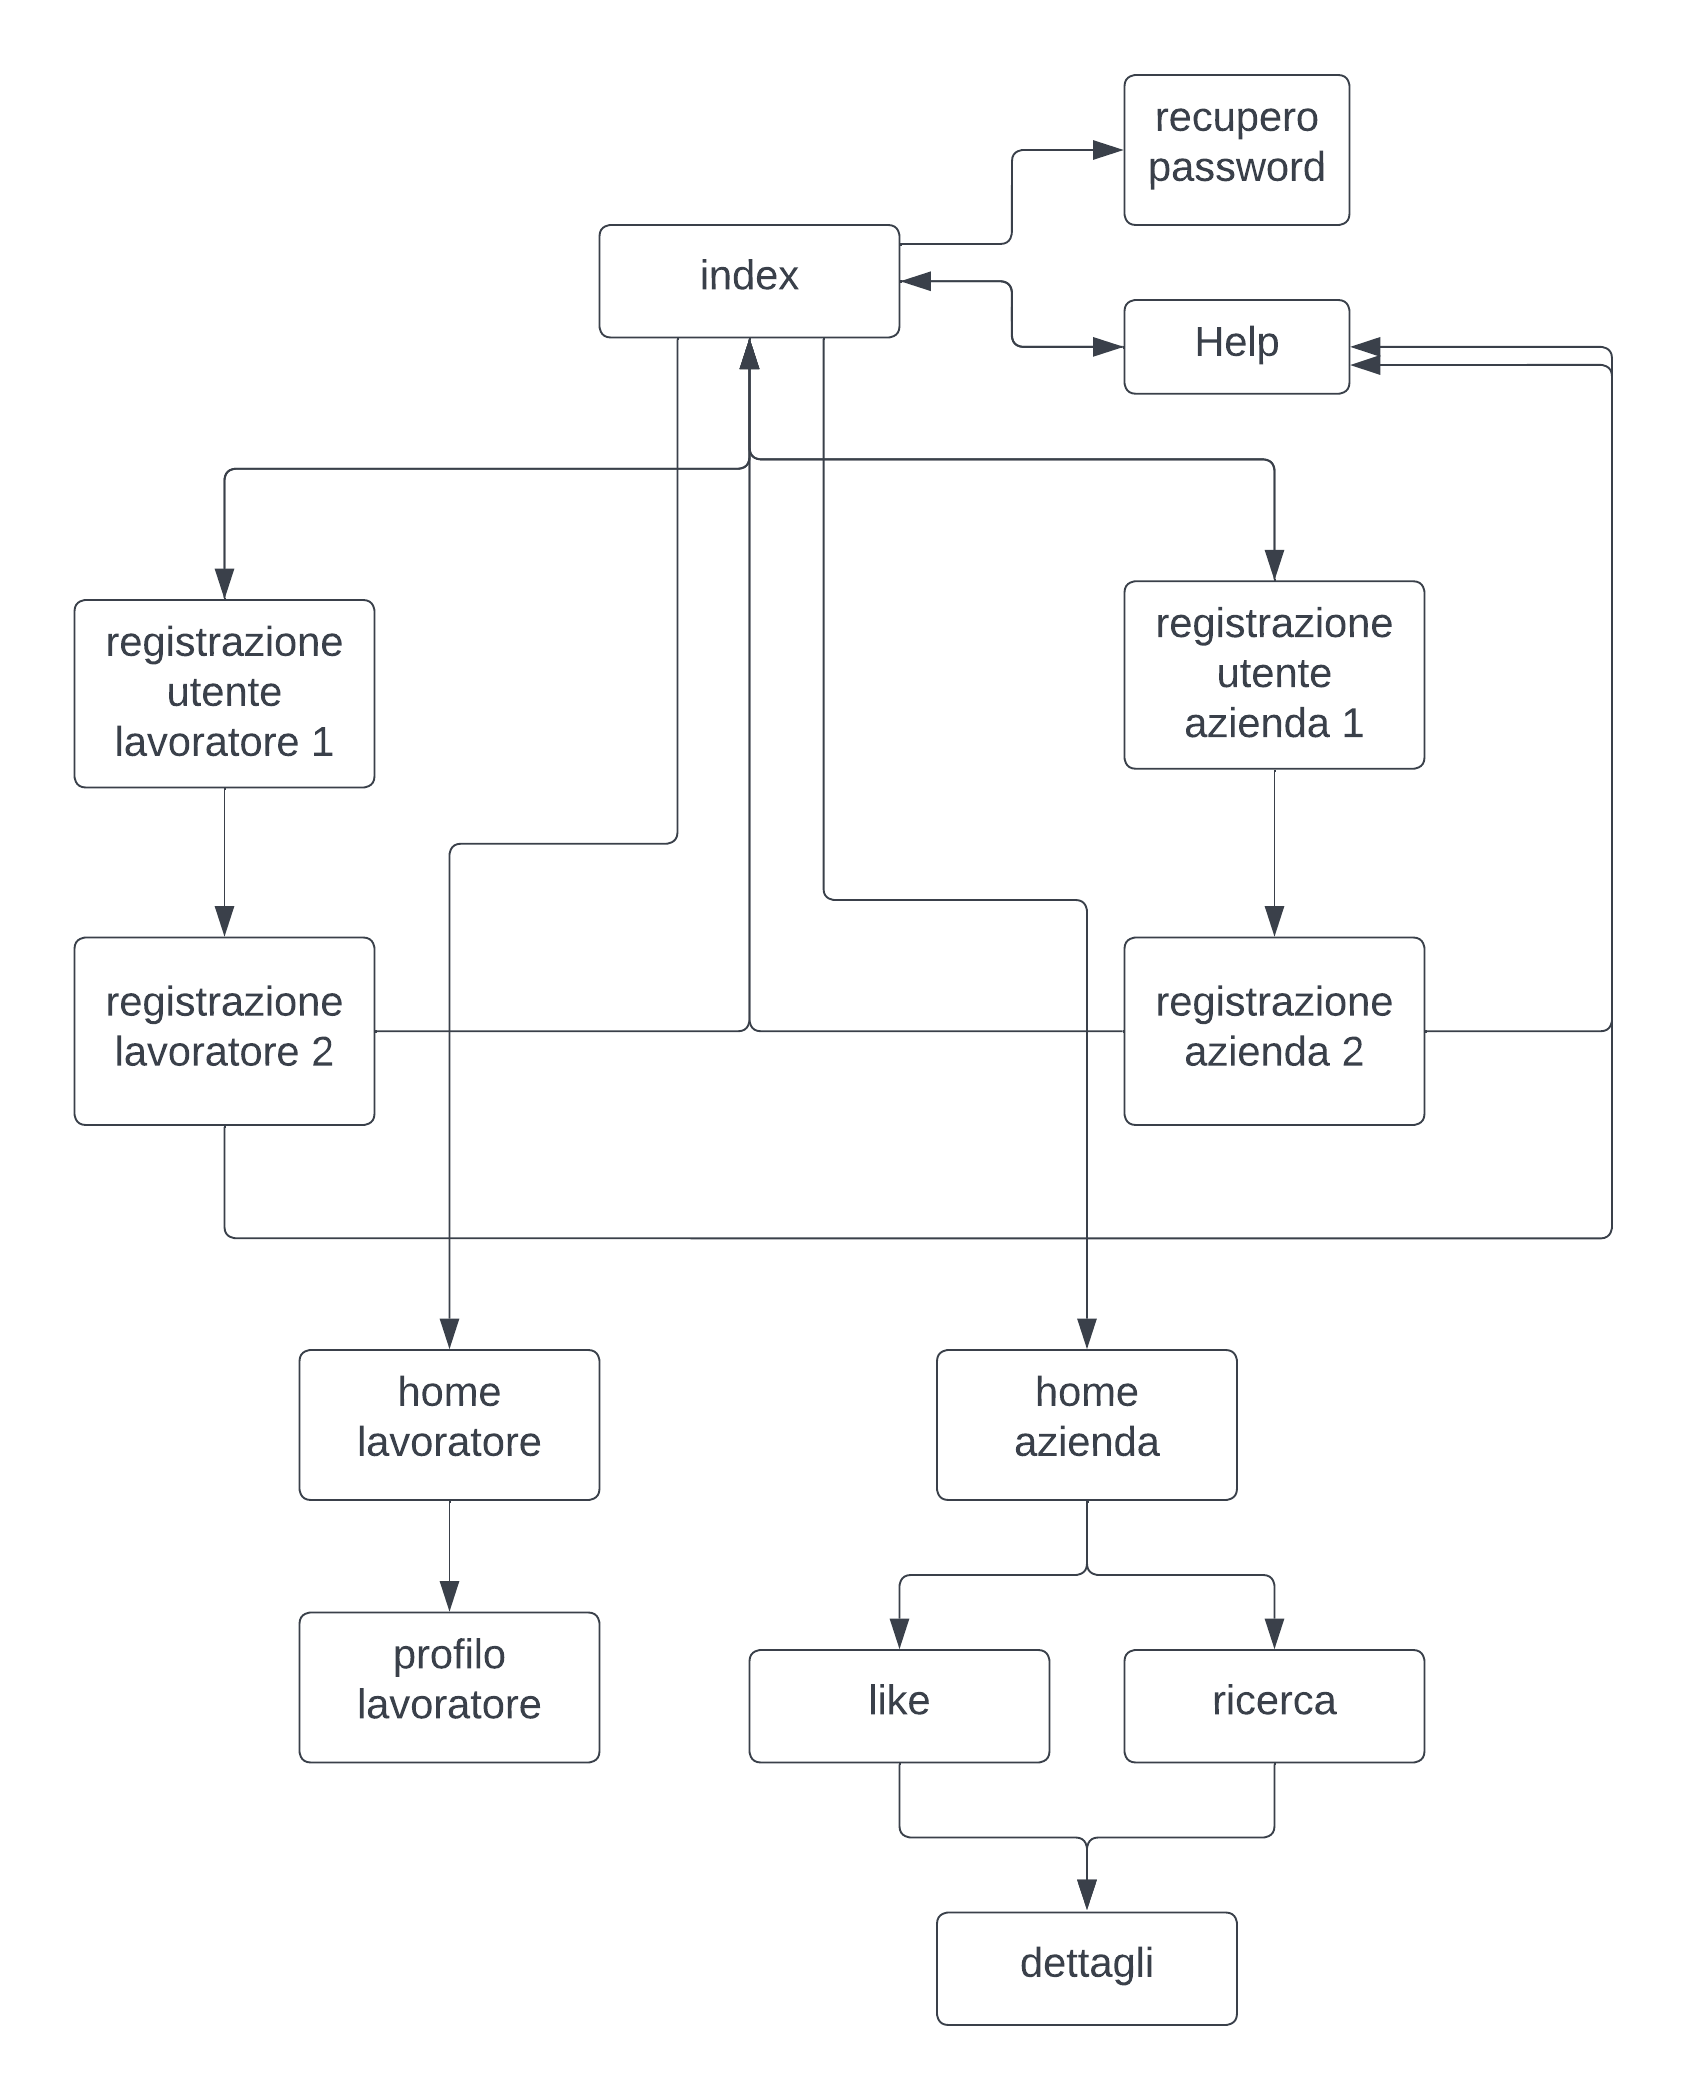 recupero
password
index
Help
registrazione
utente
lavoratore 1
registrazione
utente
azienda 1
registrazione
lavoratore 2
registrazione
azienda 2
home
lavoratore
home
azienda
profilo
lavoratore
like
ricerca
dettagli